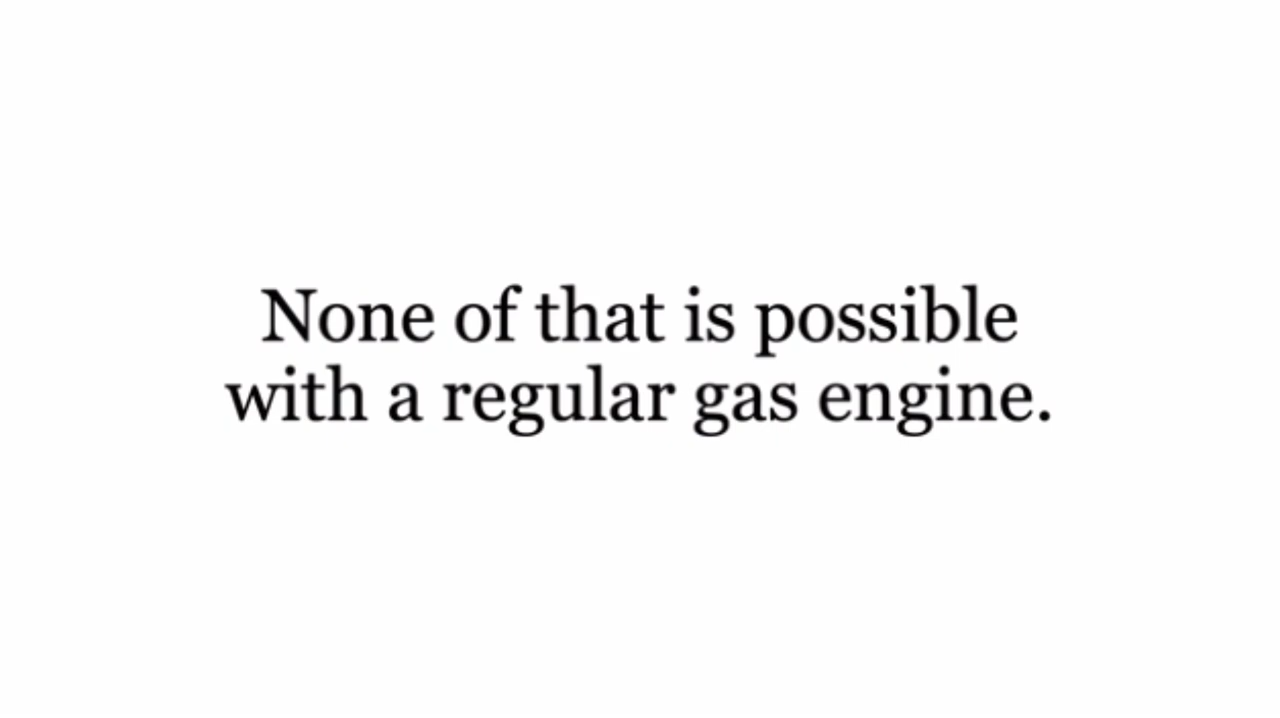 None of that is possible
with a regular gas engine.